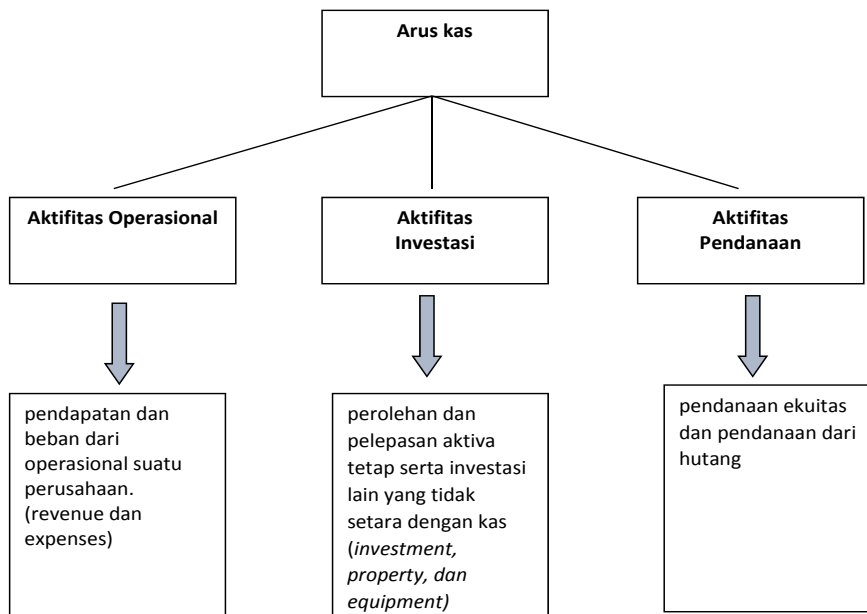 Arus kas
Aktifitas Operasional
Aktifitas
Investasi
Aktifitas
Pendanaan
pendapatan dan
beban dari
operasional suatu
perusahaan.
(revenue dan
expenses)
perolehan dan
pelepasan aktiva
tetap serta investasi
lain yang tidak
setara dengan kas
(investment,
property, dan
equipment)
pendanaan ekuitas
dan pendanaan dari
hutang